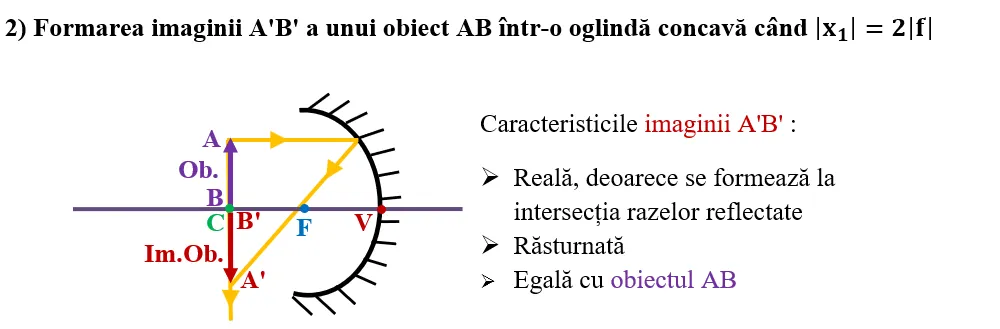 2) Formarea imaginii A'B' a unui obiect AB într-o oglindă concavă când |x₁| = 2|f|
Caracteristicile imaginii A'B' :
➤ Reală, deoarece se formează la
intersecția razelor reflectate
➤ Răsturnată
➤ Egală cu obiectul AB
A
Ob.
B
C B' F V
Im.Ob.
A'